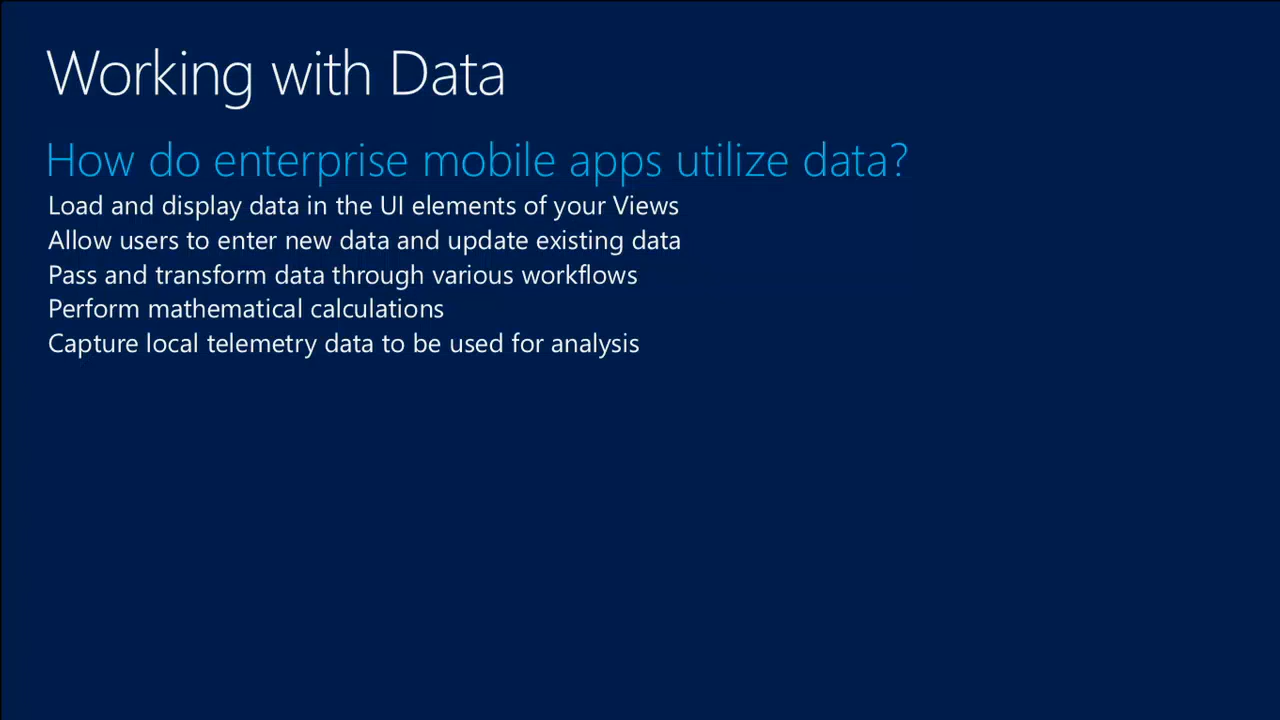 Working with Data
How do enterprise mobile apps utilize data?
Load and display data in the UI elements of your Views
Allow users to enter new data and update existing data
Pass and transform data through various workflows
Perform mathematical calculations
Capture local telemetry data to be used for analysis